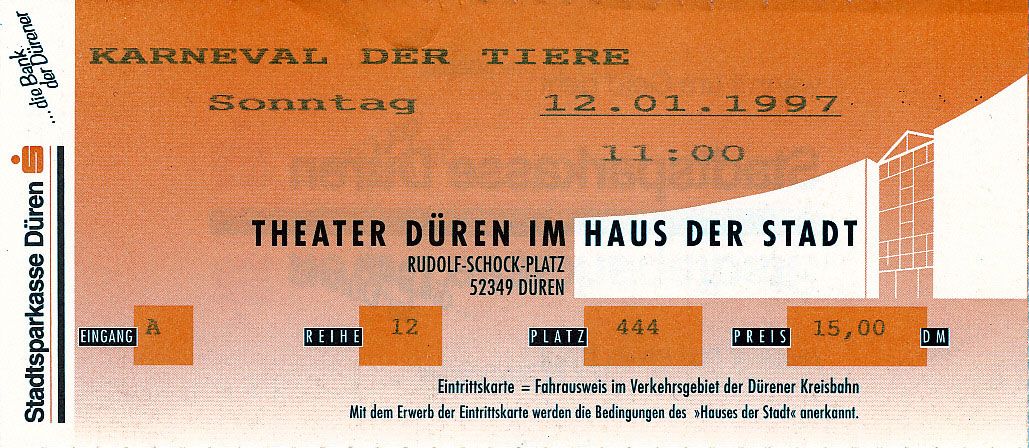 ...die Bank
der Dürener
Stadtsparkasse Düren
KARNEVAL DER TIERE
Sonntag 12.01.1997
11:00
THEATER DÜREN IM HAUS DER STADT
RUDOLF-SCHOCK-PLATZ
52349 DÜREN
EINGANG A REIHE 12 PLATZ 444 PREIS 15,00 DM
Eintrittskarte = Fahrausweis im Verkehrsgebiet der Dürener Kreisbahn
Mit dem Erwerb der Eintrittskarte werden die Bedingungen des »Hauses der Stadt« anerkannt.